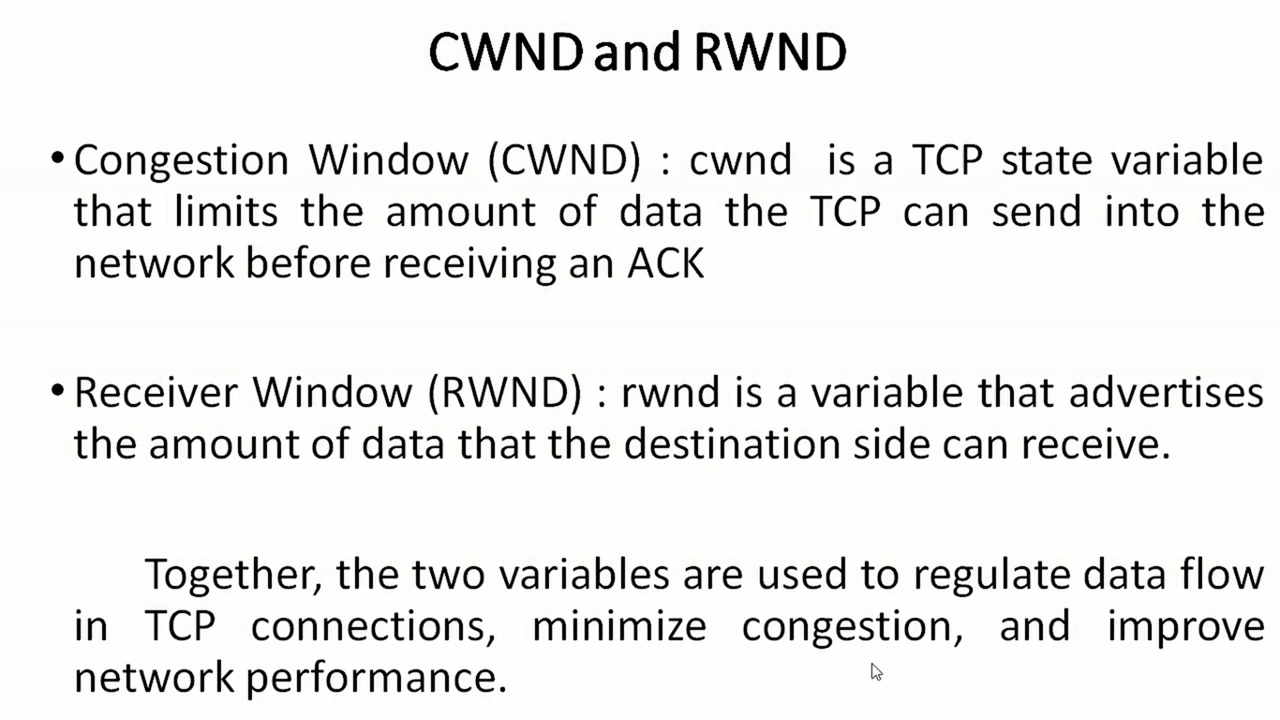 CWND and RWND
• Congestion Window (CWND) : cwnd is a TCP state variable
that limits the amount of data the TCP can send into the
network before receiving an ACK
• Receiver Window (RWND) : rwnd is a variable that advertises
the amount of data that the destination side can receive.
Together, the two variables are used to regulate data flow
in TCP connections, minimize congestion, and improve
network performance.